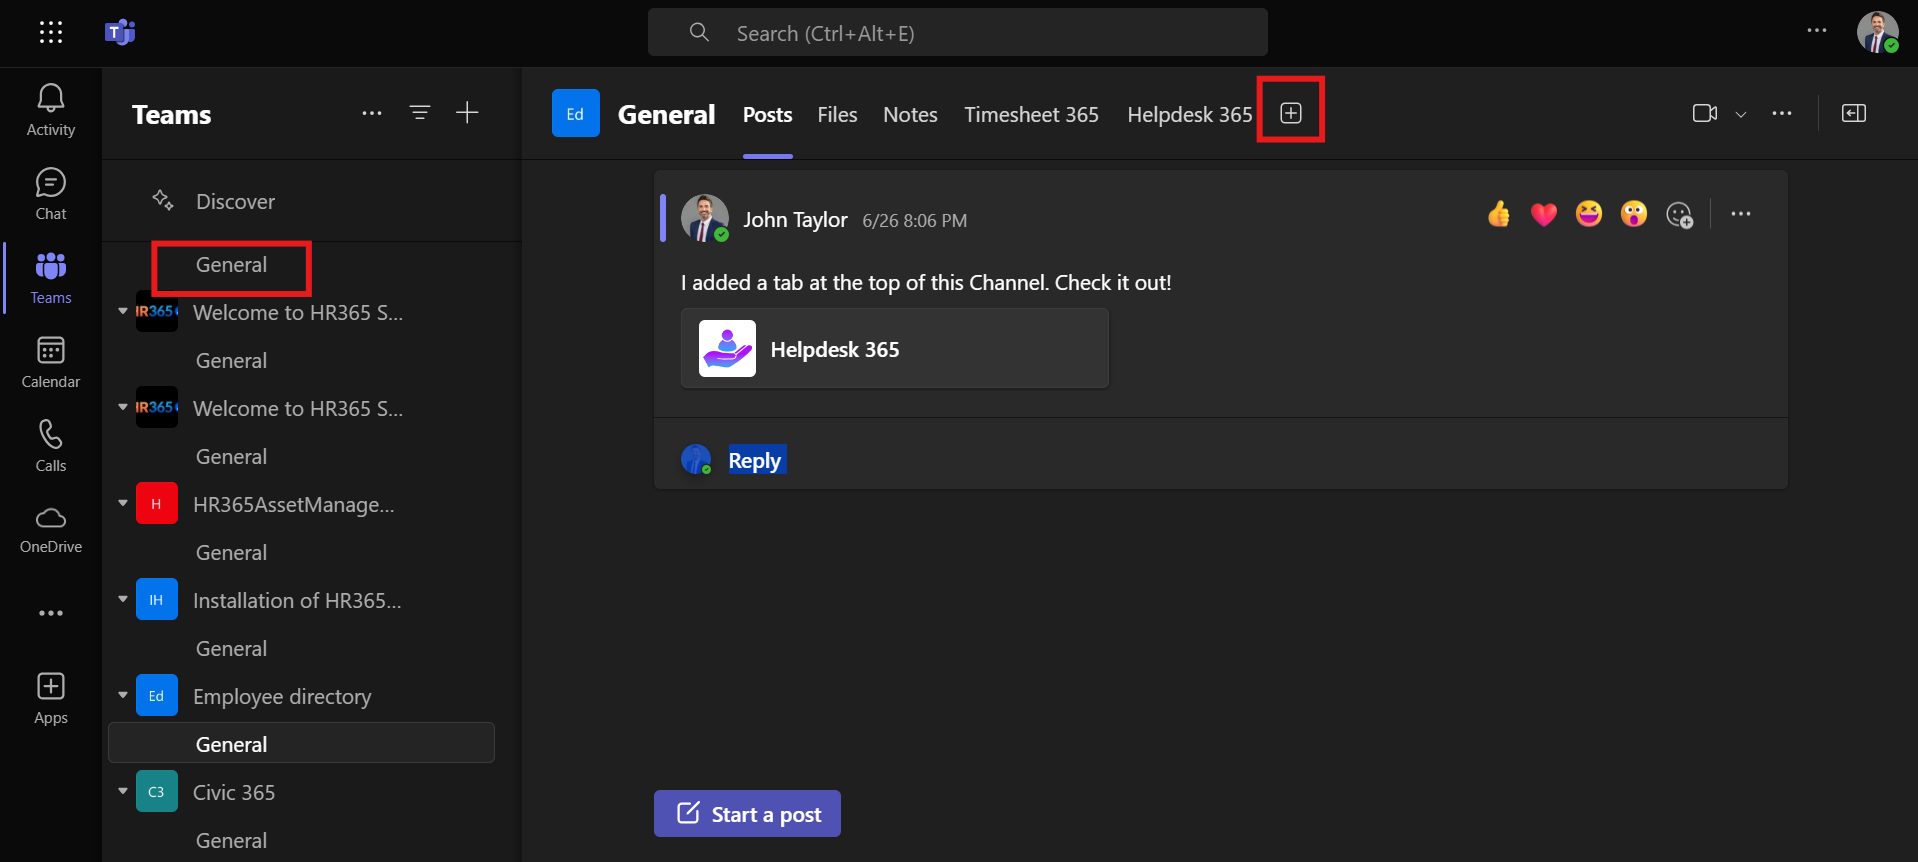 T
Search (Ctrl+Alt+E)
Activity
Chat
Teams
Calendar
Calls
OneDrive
Apps
Teams
Discover
General
HR365
Welcome to HR365 S...
General
HR365
Welcome to HR365 S...
General
H
HR365AssetManage...
General
IH
Installation of HR365...
General
Ed
Employee directory
General
C3
Civic 365
General
Ed
General
Posts
Files
Notes
Timesheet 365
Helpdesk 365
John Taylor 6/26 8:06 PM
I added a tab at the top of this Channel. Check it out!
Helpdesk 365
Reply
Start a post